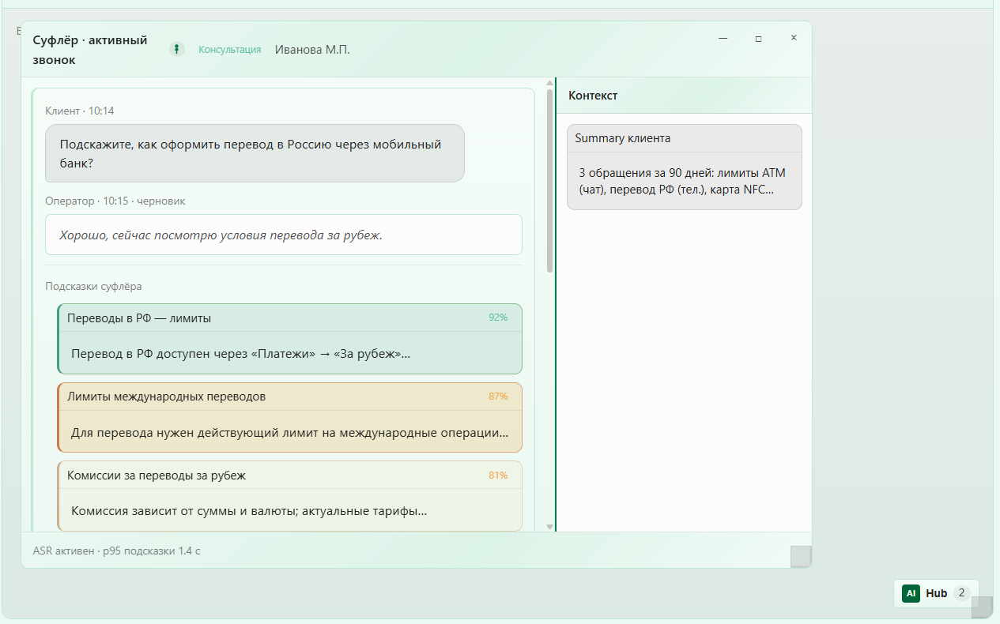 Суфлёр · активный
звонок
Консультация
Иванова М.П.
Клиент · 10:14
Подскажите, как оформить перевод в Россию через мобильный
банк?
Оператор · 10:15 · черновик
Хорошо, сейчас посмотрю условия перевода за рубеж.
Подсказки суфлёра
Переводы в РФ — лимиты
92%
Перевод в РФ доступен через «Платежи» → «За рубеж»...
Лимиты международных переводов
87%
Для перевода нужен действующий лимит на международные операции...
Комиссии за переводы за рубеж
81%
Комиссия зависит от суммы и валюты; актуальные тарифы...
Контекст
Summary клиента
3 обращения за 90 дней: лимиты ATM
(чат), перевод РФ (тел.), карта NFC...
ASR активен · p95 подсказки 1.4 с
AI Hub 2